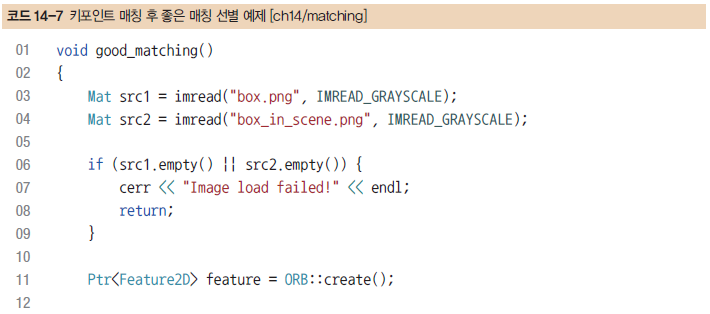 코드 14-7 키포인트 매칭 후 좋은 매칭 선별 예제 [ch14/matching]
01 void good_matching()
02 {
03     Mat src1 = imread("box.png", IMREAD_GRAYSCALE);
04     Mat src2 = imread("box_in_scene.png", IMREAD_GRAYSCALE);
05
06     if (src1.empty() || src2.empty()) {
07         cerr << "Image load failed!" << endl;
08         return;
09     }
10
11     Ptr<Feature2D> feature = ORB::create();
12